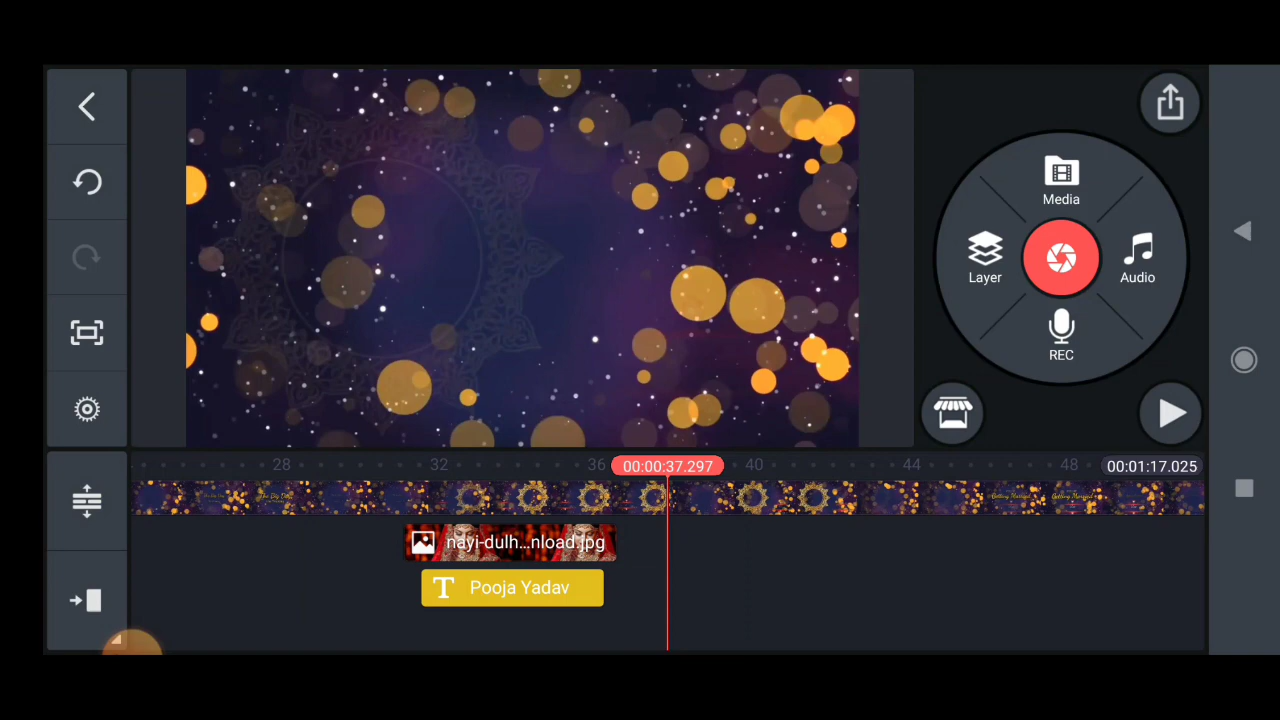 Media
Layer
Audio
REC
28
32
36
00:00:37.297
40
44
48
00:01:17.025
nayi-dulh...nload.jpg
T Pooja Yadav